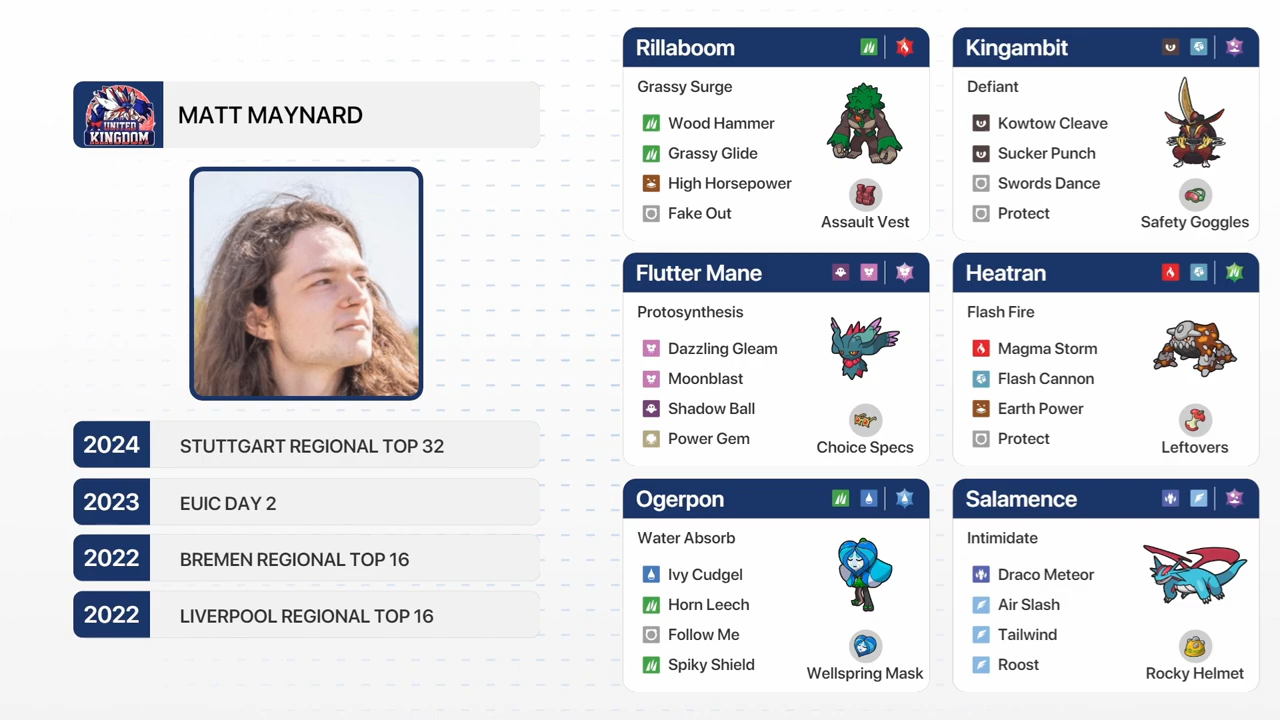 UNITED
KINGDOM
MATT MAYNARD
2024
STUTTGART REGIONAL TOP 32
2023
EUIC DAY 2
2022
BREMEN REGIONAL TOP 16
2022
LIVERPOOL REGIONAL TOP 16
Rillaboom
Grassy Surge
Wood Hammer
Grassy Glide
High Horsepower
Fake Out
Assault Vest
Kingambit
Defiant
Kowtow Cleave
Sucker Punch
Swords Dance
Protect
Safety Goggles
Flutter Mane
Protosynthesis
Dazzling Gleam
Moonblast
Shadow Ball
Power Gem
Choice Specs
Heatran
Flash Fire
Magma Storm
Flash Cannon
Earth Power
Protect
Leftovers
Ogerpon
Water Absorb
Ivy Cudgel
Horn Leech
Follow Me
Spiky Shield
Wellspring Mask
Salamence
Intimidate
Draco Meteor
Air Slash
Tailwind
Roost
Rocky Helmet